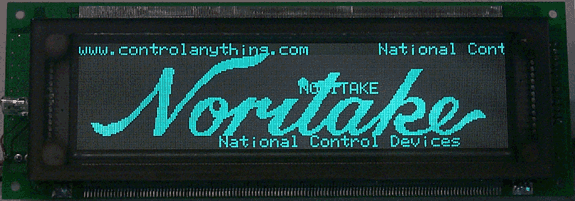 www.controlanything.com National Cont
NORITAKE
Noritake
National Control Devices